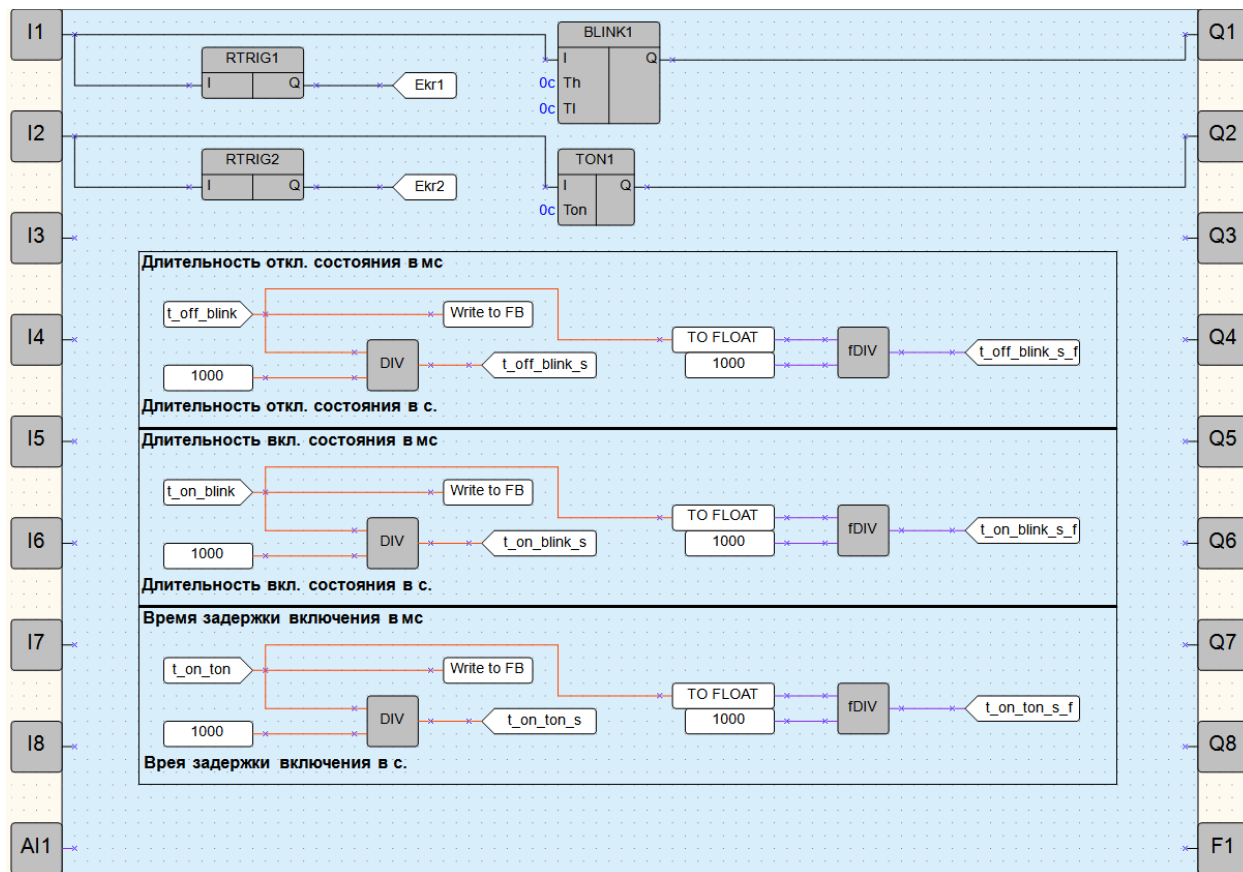 I1
BLINK1
Q1
RTRIG1
I Q
I Q
Ekr1
0с Th
0с Tl
I2
Q2
RTRIG2
TON1
I Q
I Q
Ekr2
0с Ton
I3
Q3
Длительность откл. состояния в мс
t_off_blink
Write to FB
I4
TO FLOAT
fDIV
Q4
t_off_blink_s_f
1000
DIV
t_off_blink_s
1000
Длительность откл. состояния в с.
I5
Длительность вкл. состояния в мс
Q5
t_on_blink
Write to FB
TO FLOAT
fDIV
t_on_blink_s_f
I6
1000
DIV
t_on_blink_s
1000
Q6
Длительность вкл. состояния в с.
Время задержки включения в мс
I7
Q7
t_on_ton
Write to FB
TO FLOAT
fDIV
t_on_ton_s_f
1000
DIV
t_on_ton_s
1000
I8
Q8
Врея задержки включения в с.
AI1
F1